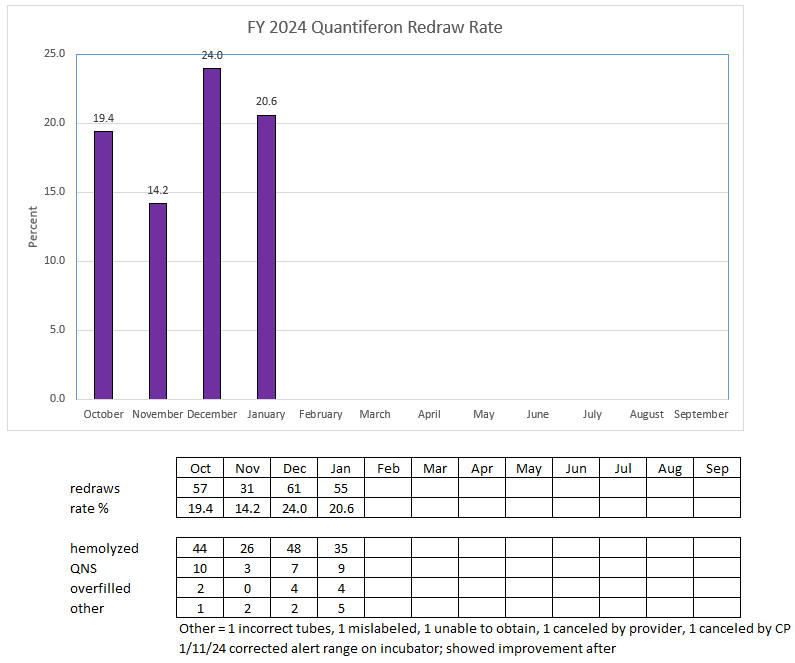 FY 2024 Quantiferon Redraw Rate
25.0
20.0
15.0
10.0
5.0
0.0
Percent
19.4
14.2
24.0
20.6
October November December January February March April May June July August September
Oct Nov Dec Jan Feb Mar Apr May Jun Jul Aug Sep
redraws 57 31 61 55
rate % 19.4 14.2 24.0 20.6
hemolyzed 44 26 48 35
QNS 10 3 7 9
overfilled 2 0 4 4
other 1 2 2 5
Other = 1 incorrect tubes, 1 mislabeled, 1 unable to obtain, 1 canceled by provider, 1 canceled by CP
1/11/24 corrected alert range on incubator; showed improvement after